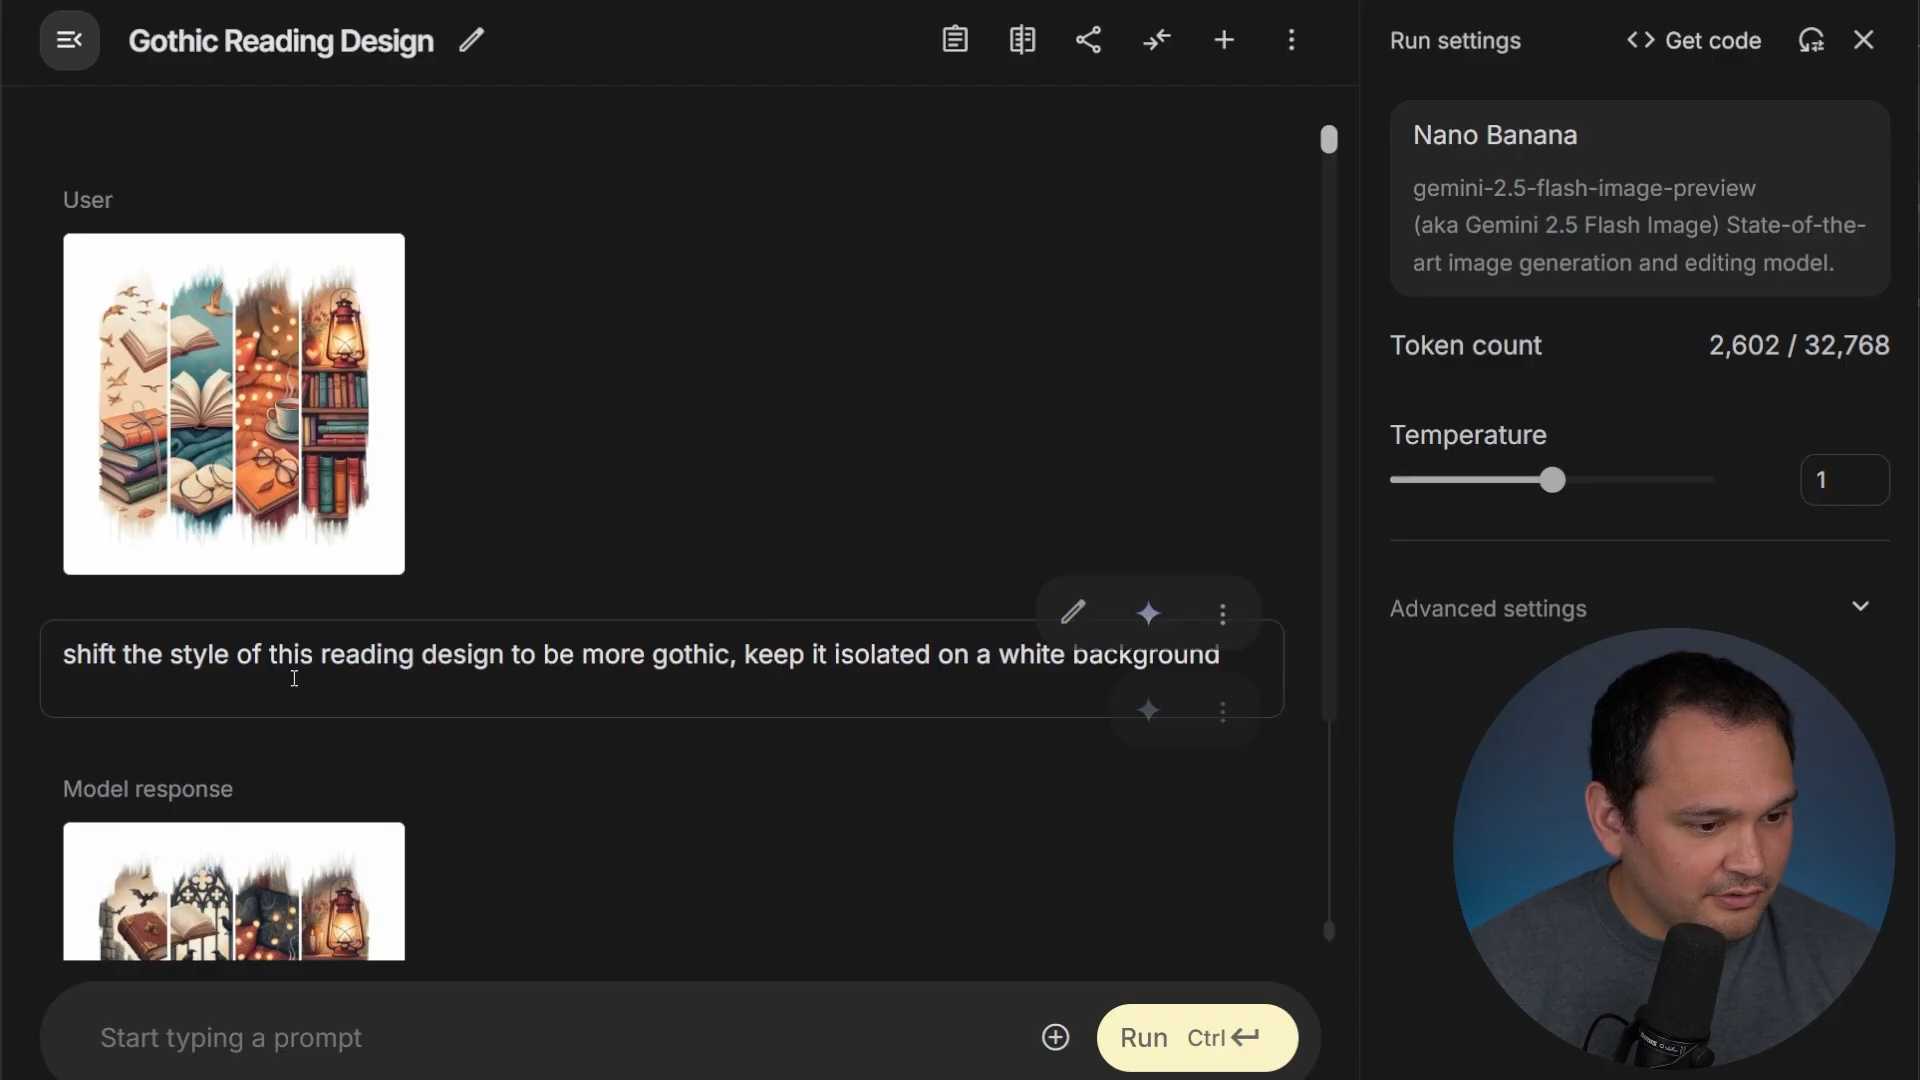 Gothic Reading Design
Run settings
Get code
Nano Banana
gemini-2.5-flash-image-preview
(aka Gemini 2.5 Flash Image) State-of-the-
art image generation and editing model.
Token count
2,602 / 32,768
Temperature
1
Advanced settings
User
shift the style of this reading design to be more gothic, keep it isolated on a white background
Model response
Start typing a prompt
Run Ctrl